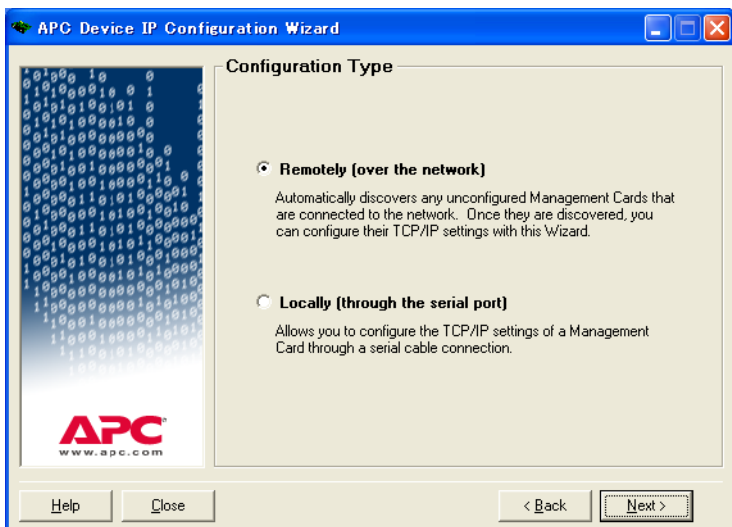 APC Device IP Configuration Wizard
Configuration Type
Remotely (over the network)
Automatically discovers any unconfigured Management Cards that
are connected to the network. Once they are discovered, you
can configure their TCP/IP settings with this Wizard.
Locally (through the serial port)
Allows you to configure the TCP/IP settings of a Management
Card through a serial cable connection.
APC
www.apc.com
Help
Close
< Back
Next >